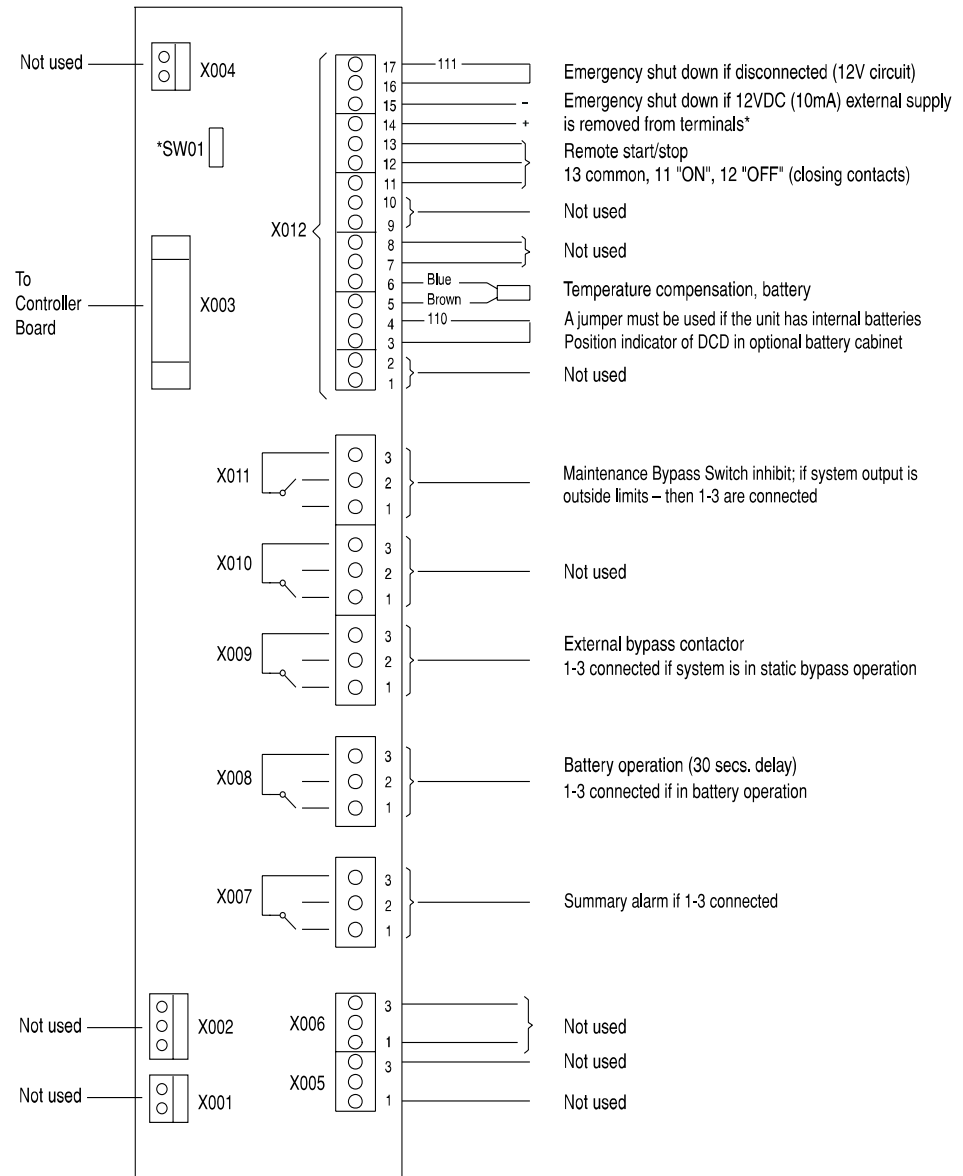 Not used
X004
*SW01
To
Controller
Board
X003
X012
17
16
15
14
13
12
11
10
9
8
7
6
5
4
3
2
1
111
Emergency shut down if disconnected (12V circuit)
–
Emergency shut down if 12VDC (10mA) external supply
+
is removed from terminals*
Remote start/stop
13 common, 11 "ON", 12 "OFF" (closing contacts)
Not used
Not used
Blue
Brown
Temperature compensation, battery
110
A jumper must be used if the unit has internal batteries
Position indicator of DCD in optional battery cabinet
Not used
X011
3
2
1
Maintenance Bypass Switch inhibit; if system output is
outside limits – then 1-3 are connected
X010
3
2
1
Not used
X009
3
2
1
External bypass contactor
1-3 connected if system is in static bypass operation
X008
3
2
1
Battery operation (30 secs. delay)
1-3 connected if in battery operation
X007
3
2
1
Summary alarm if 1-3 connected
Not used
X002
X006
3
1
Not used
Not used
X001
X005
3
1
Not used
Not used